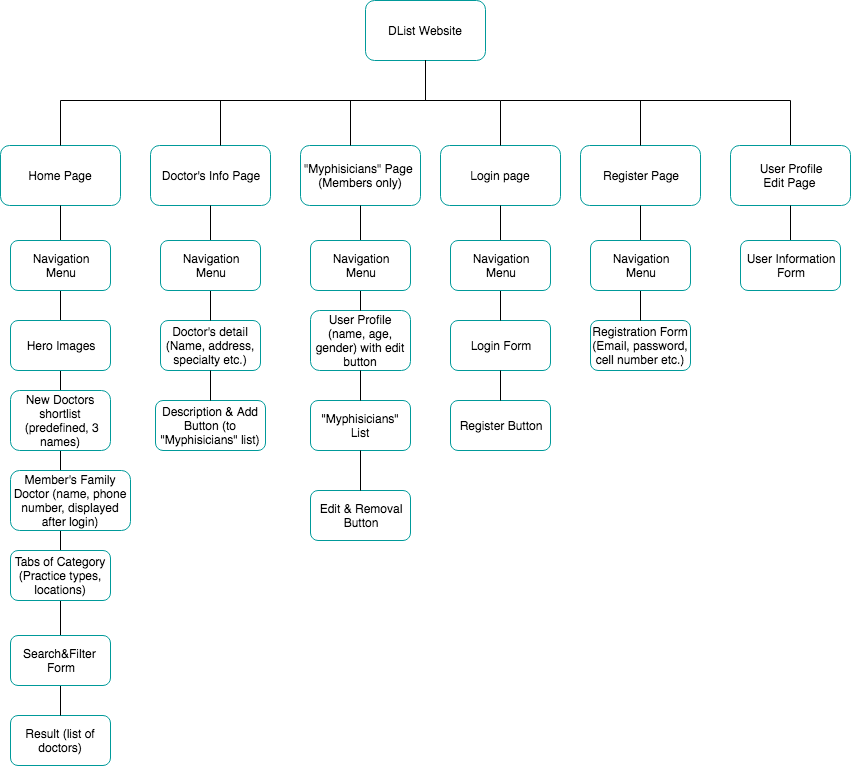 DList Website
Home Page
Doctor's Info Page
"Myphisicians" Page
(Members only)
Login page
Register Page
User Profile
Edit Page
Navigation
Menu
Navigation
Menu
Navigation
Menu
Navigation
Menu
Navigation
Menu
User Information
Form
Hero Images
Doctor's detail
(Name, address,
specialty etc.)
User Profile
(name, age,
gender) with edit
button
Login Form
Registration Form
(Email, password,
cell number etc.)
New Doctors
shortlist
(predefined, 3
names)
Description & Add
Button (to
"Myphisicians" list)
"Myphisicians"
List
Register Button
Member's Family
Doctor (name, phone
number, displayed
after login)
Edit & Removal
Button
Tabs of Category
(Practice types,
locations)
Search&Filter
Form
Result (list of
doctors)